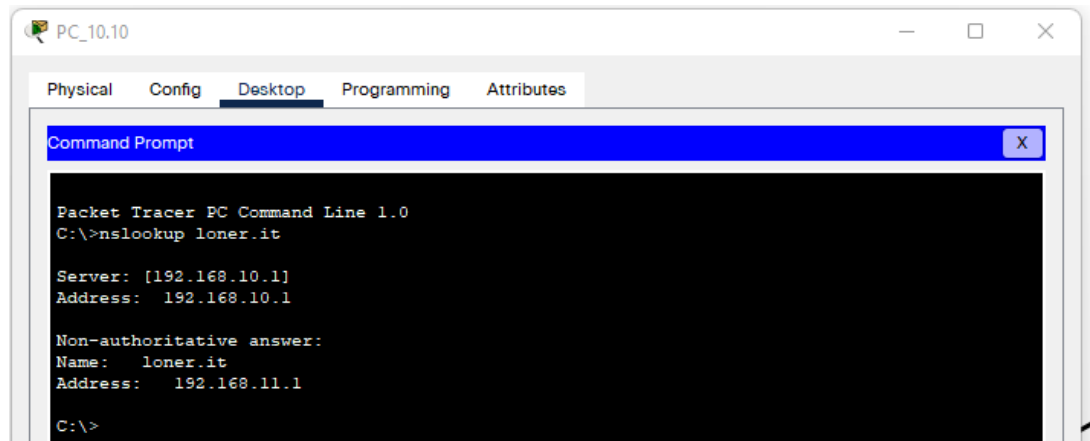 PC_10.10
Physical Config Desktop Programming Attributes
Command Prompt
X
Packet Tracer PC Command Line 1.0
C:\>nslookup loner.it
Server: [192.168.10.1]
Address:  192.168.10.1
Non-authoritative answer:
Name:   loner.it
Address:   192.168.11.1
C:\>